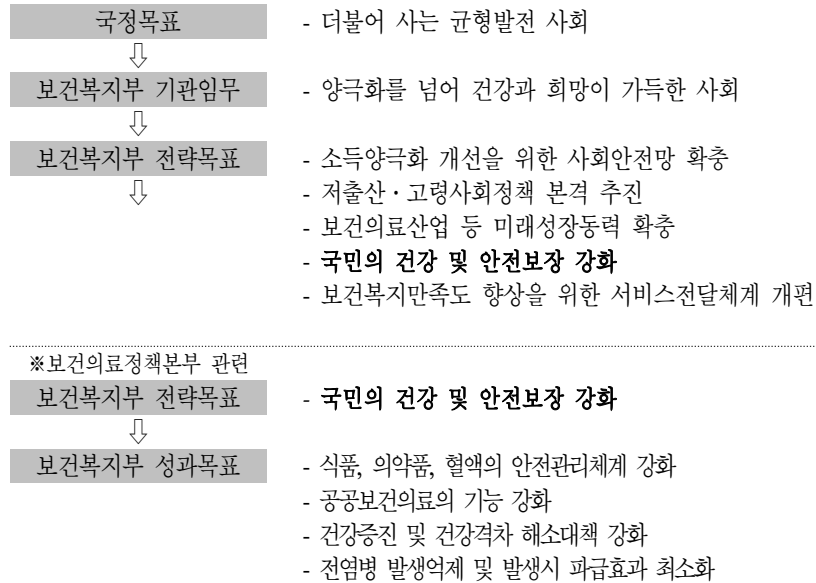 국정목표 - 더불어 사는 균형발전 사회
⇩
보건복지부 기관임무 - 양극화를 넘어 건강과 희망이 가득한 사회
⇩
보건복지부 전략목표 - 소득양극화 개선을 위한 사회안전망 확충
⇩ - 저출산·고령사회정책 본격 추진
- 보건의료산업 등 미래성장동력 확충
- 국민의 건강 및 안전보장 강화
- 보건복지만족도 향상을 위한 서비스전달체계 개편
※보건의료정책본부 관련
보건복지부 전략목표 - 국민의 건강 및 안전보장 강화
⇩
보건복지부 성과목표 - 식품, 의약품, 혈액의 안전관리체계 강화
- 공공보건의료의 기능 강화
- 건강증진 및 건강격차 해소대책 강화
- 전염병 발생억제 및 발생시 파급효과 최소화